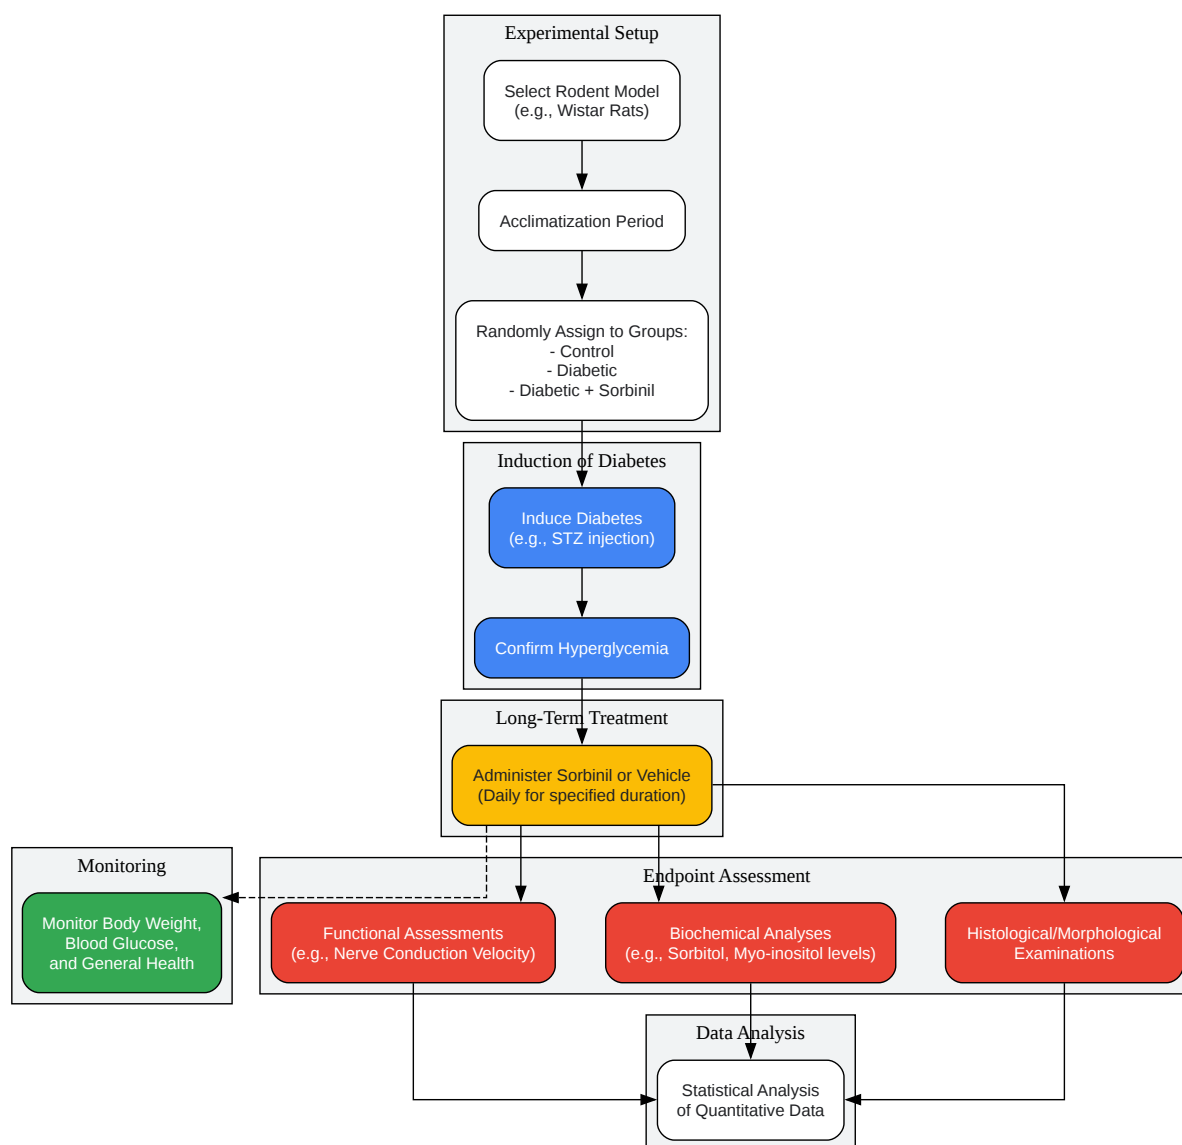 Experimental Setup
Select Rodent Model
(e.g., Wistar Rats)
Acclimatization Period
Randomly Assign to Groups:
- Control
- Diabetic
- Diabetic + Sorbinil
Induction of Diabetes
Induce Diabetes
(e.g., STZ injection)
Confirm Hyperglycemia
Long-Term Treatment
Administer Sorbinil or Vehicle
(Daily for specified duration)
Monitoring
Monitor Body Weight,
Blood Glucose,
and General Health
Endpoint Assessment
Functional Assessments
(e.g., Nerve Conduction Velocity)
Biochemical Analyses
(e.g., Sorbitol, Myo-inositol levels)
Histological/Morphological
Examinations
Data Analysis
Statistical Analysis
of Quantitative Data